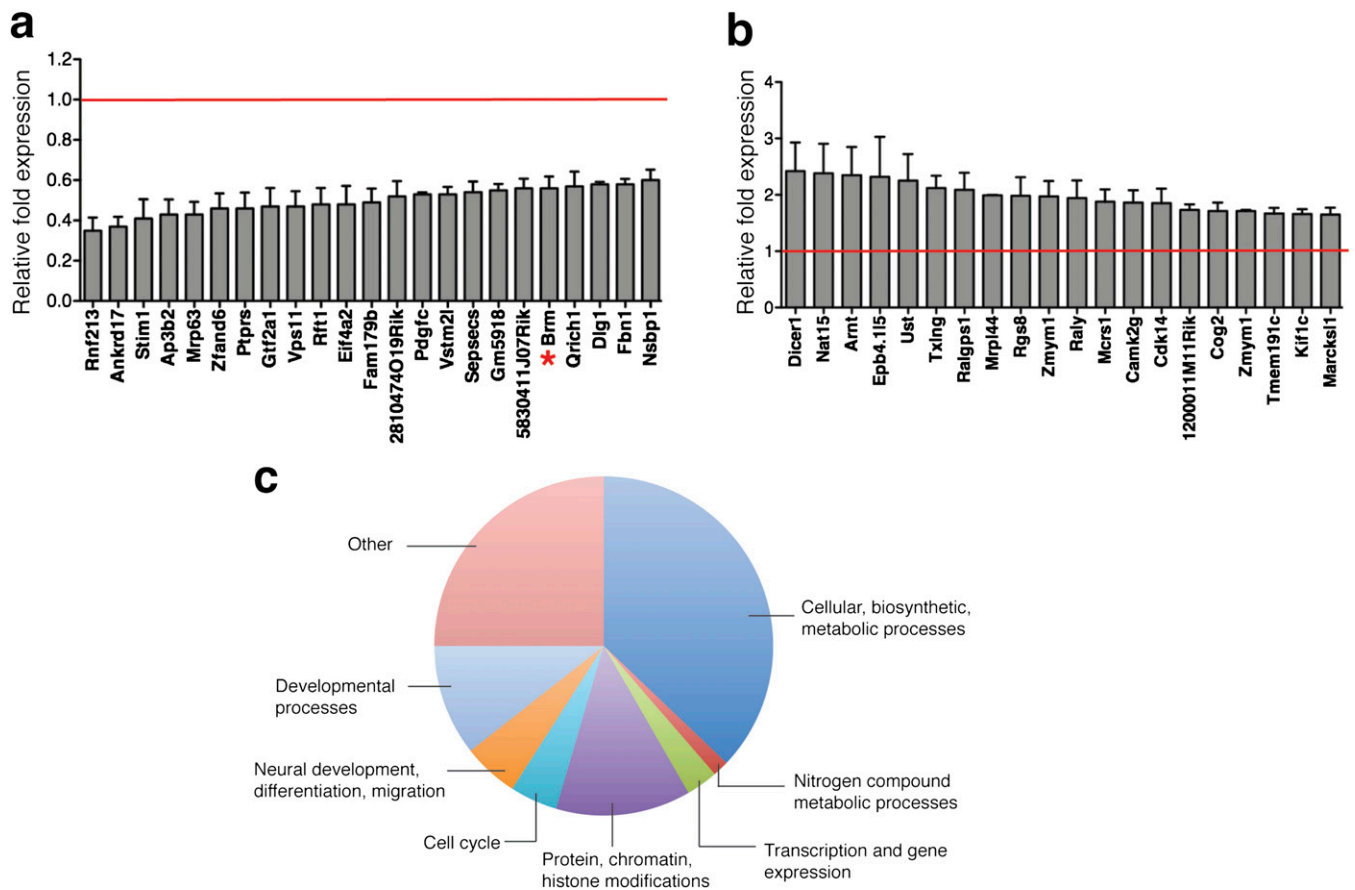 a
Relative fold expression
1.2
1.0
0.8
0.6
0.4
0.2
0.0
Rnf213
Ankrd17
Stim1
Ap3b2
Mrp63
Zfand6
Ptprs
Gtf2a1
Vps11
Rft1
Eif4a2
Fam179b
2810474O19Rik
Pdgfc
Vstm2l
Sepsecs
Gm5918
5830411J07Rik
* Brm
Qrich1
Dlg1
Fbn1
Nsbp1
b
Relative fold expression
4
3
2
1
0
Dicer1
Nat15
Arnt
Epb4.1l5
Ust
Txlng
Ralgps1
Mrpl44
Rgs8
Zmym1
Raly
Mcrs1
Camk2g
Cdk14
1200011M11Rik
Cog2
Zmym1
Tmem191c-
Kif1c-
Marcksl1
c
Other
Cellular, biosynthetic,
metabolic processes
Developmental
processes
Neural development,
differentiation, migration
Nitrogen compound
metabolic processes
Cell cycle
Protein, chromatin,
histone modifications
Transcription and gene
expression